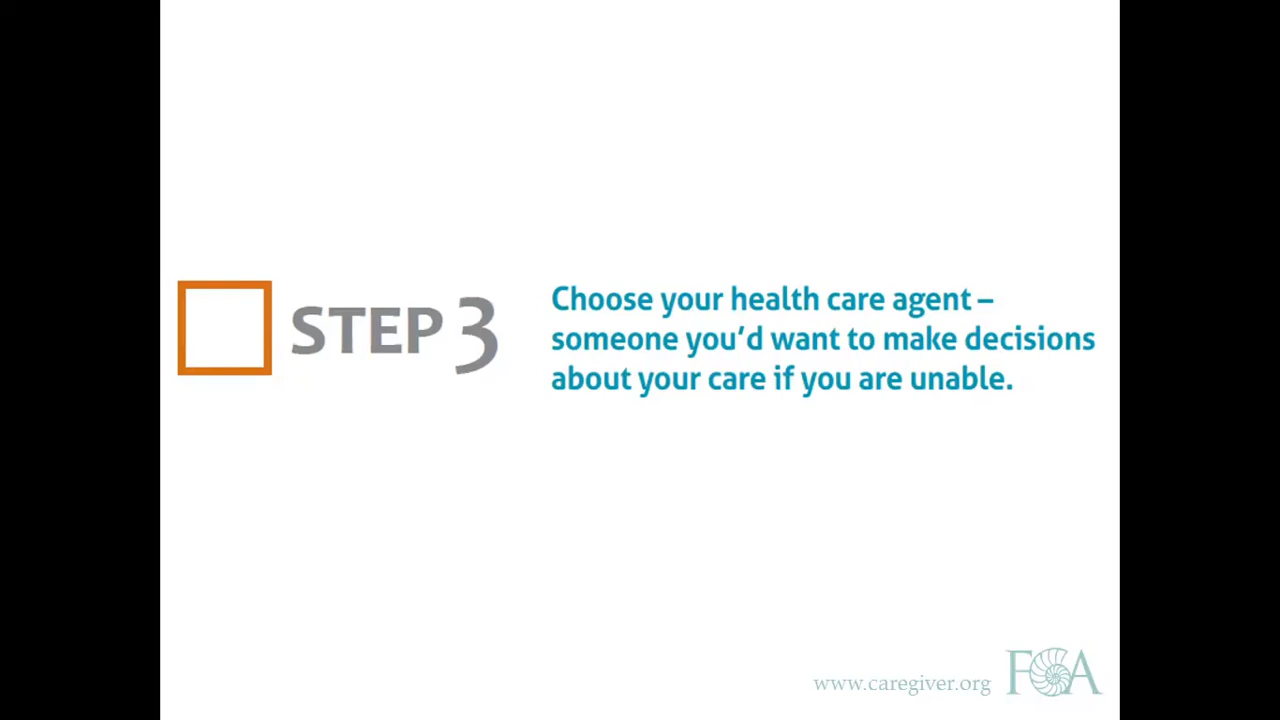 STEP 3
Choose your health care agent –
someone you’d want to make decisions
about your care if you are unable.
www.caregiver.org FCA